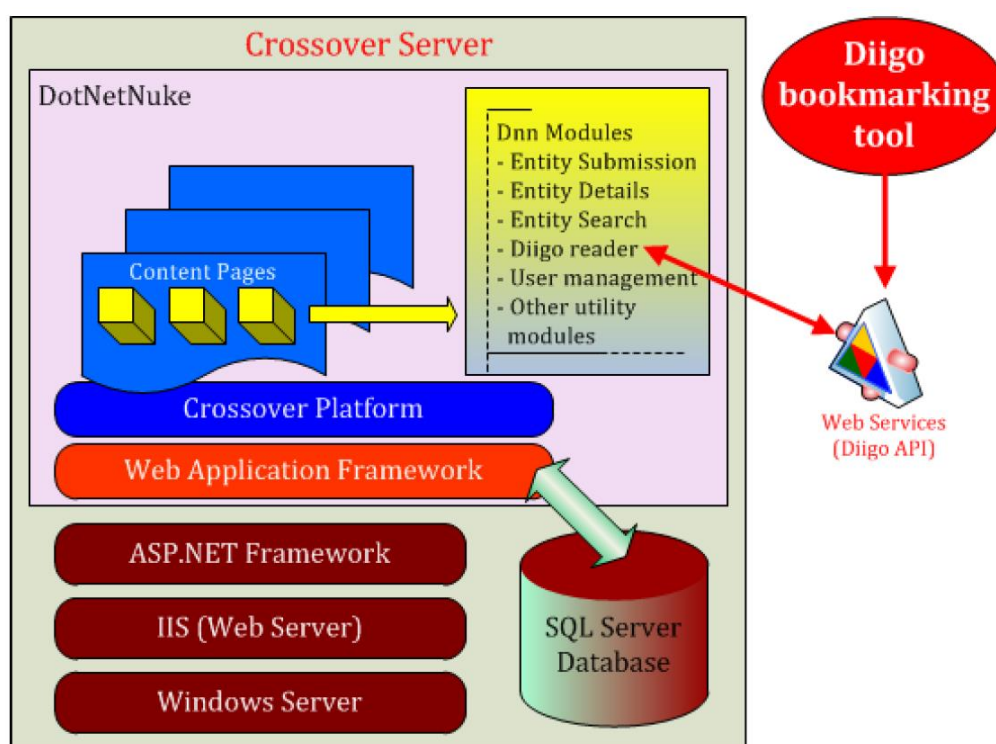 Crossover Server
DotNetNuke
Content Pages
Dnn Modules
- Entity Submission
- Entity Details
- Entity Search
- Diigo reader
- User management
- Other utility
modules
Crossover Platform
Web Application Framework
ASP.NET Framework
IIS (Web Server)
Windows Server
SQL Server
Database
Diigo
bookmarking
tool
Web Services
(Diigo API)